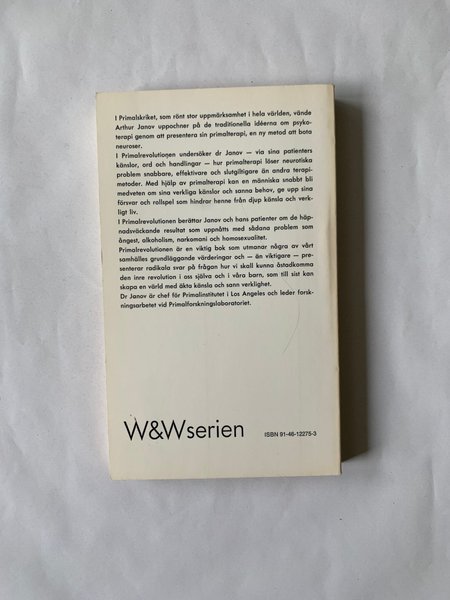 I Primalskriket, som rönt stor uppmärksamhet i hela världen, vände
Arthur Janov uppochner på de traditionella idéerna om psyko-
terapi genom att presentera sin primalterapi, en ny metod att bota
neuroser.
I Primalrevolutionen undersöker dr Janov — via sina patienters
känslor, ord och handlingar — hur primalterapi löser neurotiska
problem snabbare, effektivare och slutgiltigare än andra terapi-
metoder. Med hjälp av primalterapi kan en människa snabbt bli
medveten om sina verkliga känslor och sanna behov, ge upp sina
försvar och rollspel som hindrar henne från djup känsla och verk-
ligt liv.
I Primalrevolutionen berättar Janov och hans patienter om de häp-
nadsväckande resultat som uppnåtts med sådana problem som
ångest, alkoholism, narkomani och homosexualitet.
Primalrevolutionen är en viktig bok som utmanar några av vårt
samhälles grundläggande värderingar och — än viktigare — pre-
senterar radikala svar på frågan hur vi skall kunna åstadkomma
den inre revolution i oss själva och i våra barn, som till sist kan
skapa en värld med äkta känsla och sann verklighet.
Dr Janov är chef för Primalinstitutet i Los Angeles och leder forsk-
ningsarbetet vid Primalforskningslaboratoriet.
W&Wserien
ISBN 91-46-12275-3